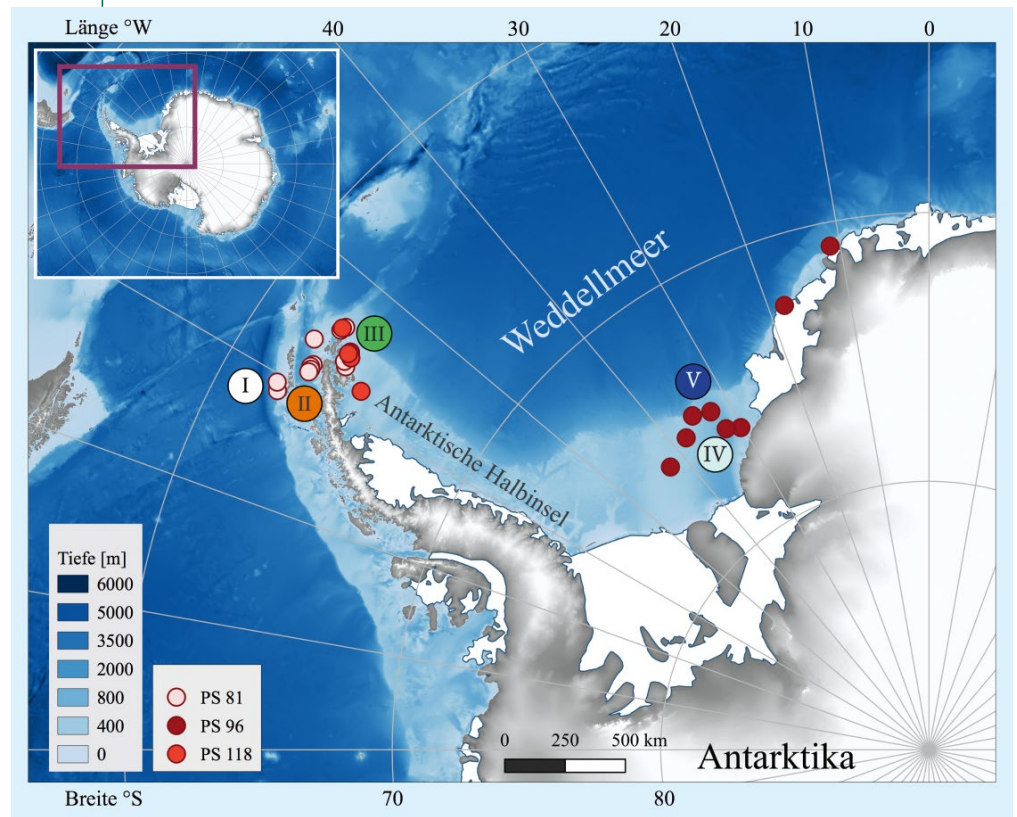 Länge °W
40
30
20
10
0
Weddellmeer
III
I
II
V
IV
Antarktische Halbinsel
Tiefe [m]
6000
5000
3500
2000
800
400
0
PS 81
PS 96
PS 118
0 250 500 km
Antarktika
Breite °S
70
80